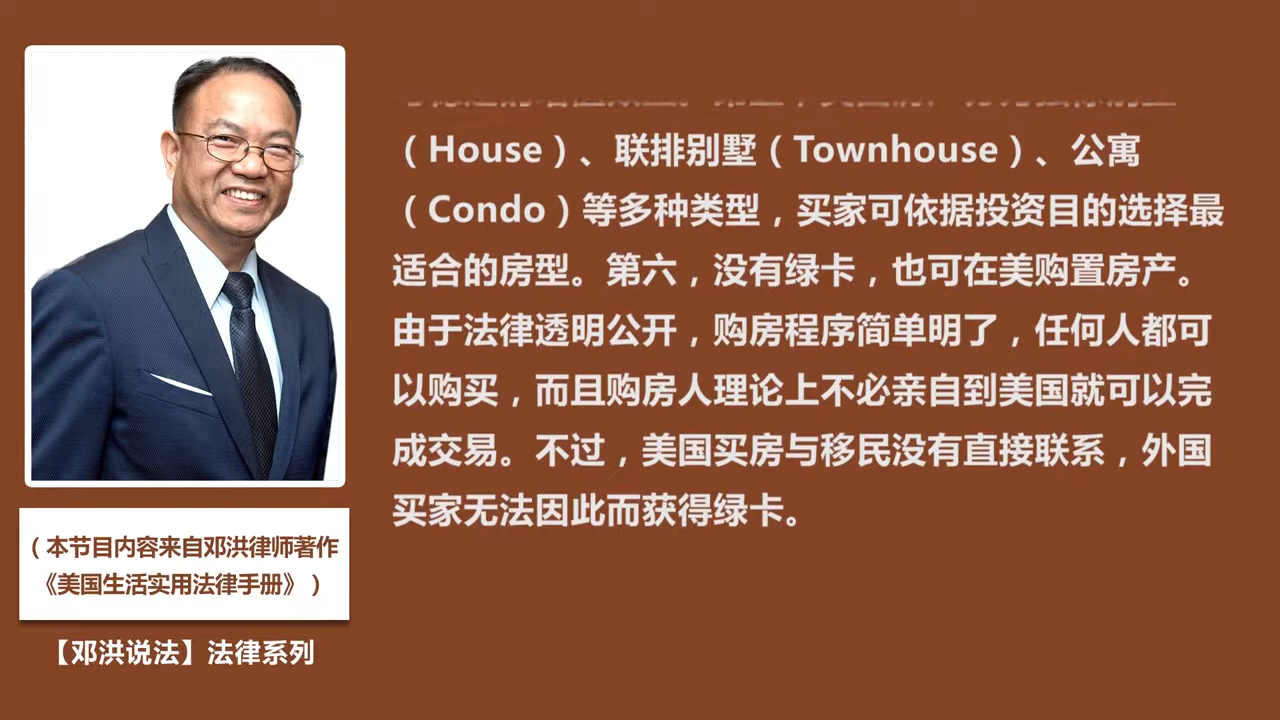 （House）、联排别墅（Townhouse）、公寓
（Condo）等多种类型，买家可依据投资目的选择最
适合的房型。第六，没有绿卡，也可在美购置房产。
由于法律透明公开，购房程序简单明了，任何人都可
以购买，而且购房人理论上不必亲自到美国就可以完
成交易。不过，美国买房与移民没有直接联系，外国
买家无法因此而获得绿卡。
（本节目内容来自邓洪律师著作
《美国生活实用法律手册》）
【邓洪说法】法律系列